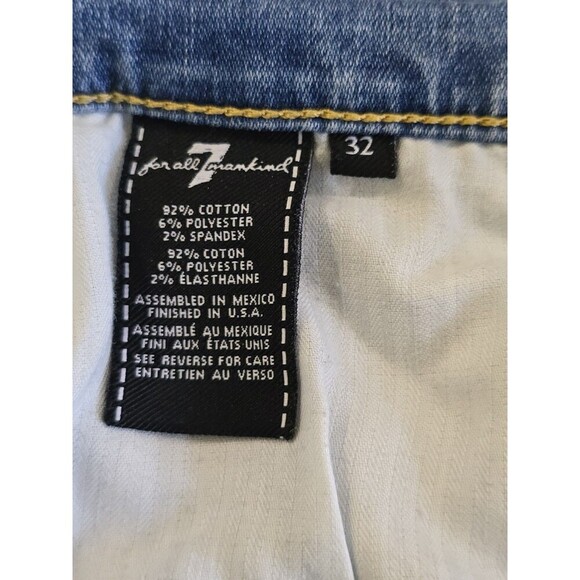 for all 7 mankind
32
92% COTTON
6% POLYESTER
2% SPANDEX
92% COTON
6% POLYESTER
2% ÉLASTHANNE
ASSEMBLED IN MEXICO
FINISHED IN U.S.A.
ASSEMBLÉ AU MEXIQUE
FINI AUX ÉTATS-UNIS
SEE REVERSE FOR CARE
ENTRETIEN AU VERSO